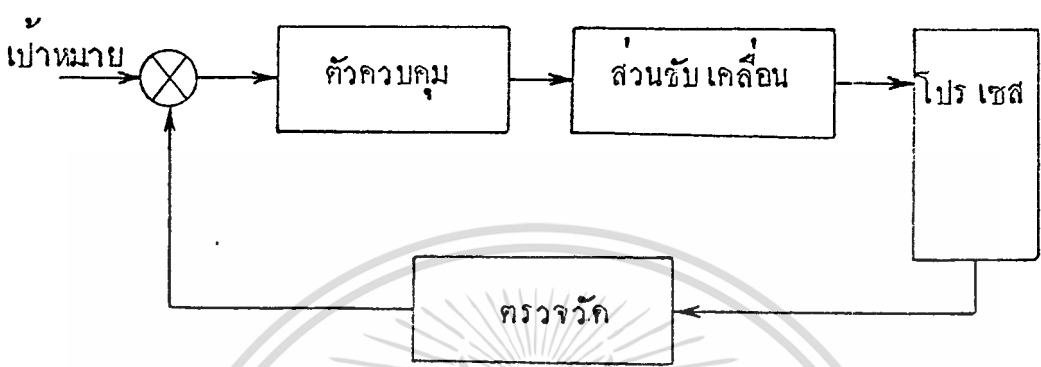 เป้าหมาย
ตัวควบคุม
ส่วนขับเคลื่อน
โปรเซส
ตรวจวัด